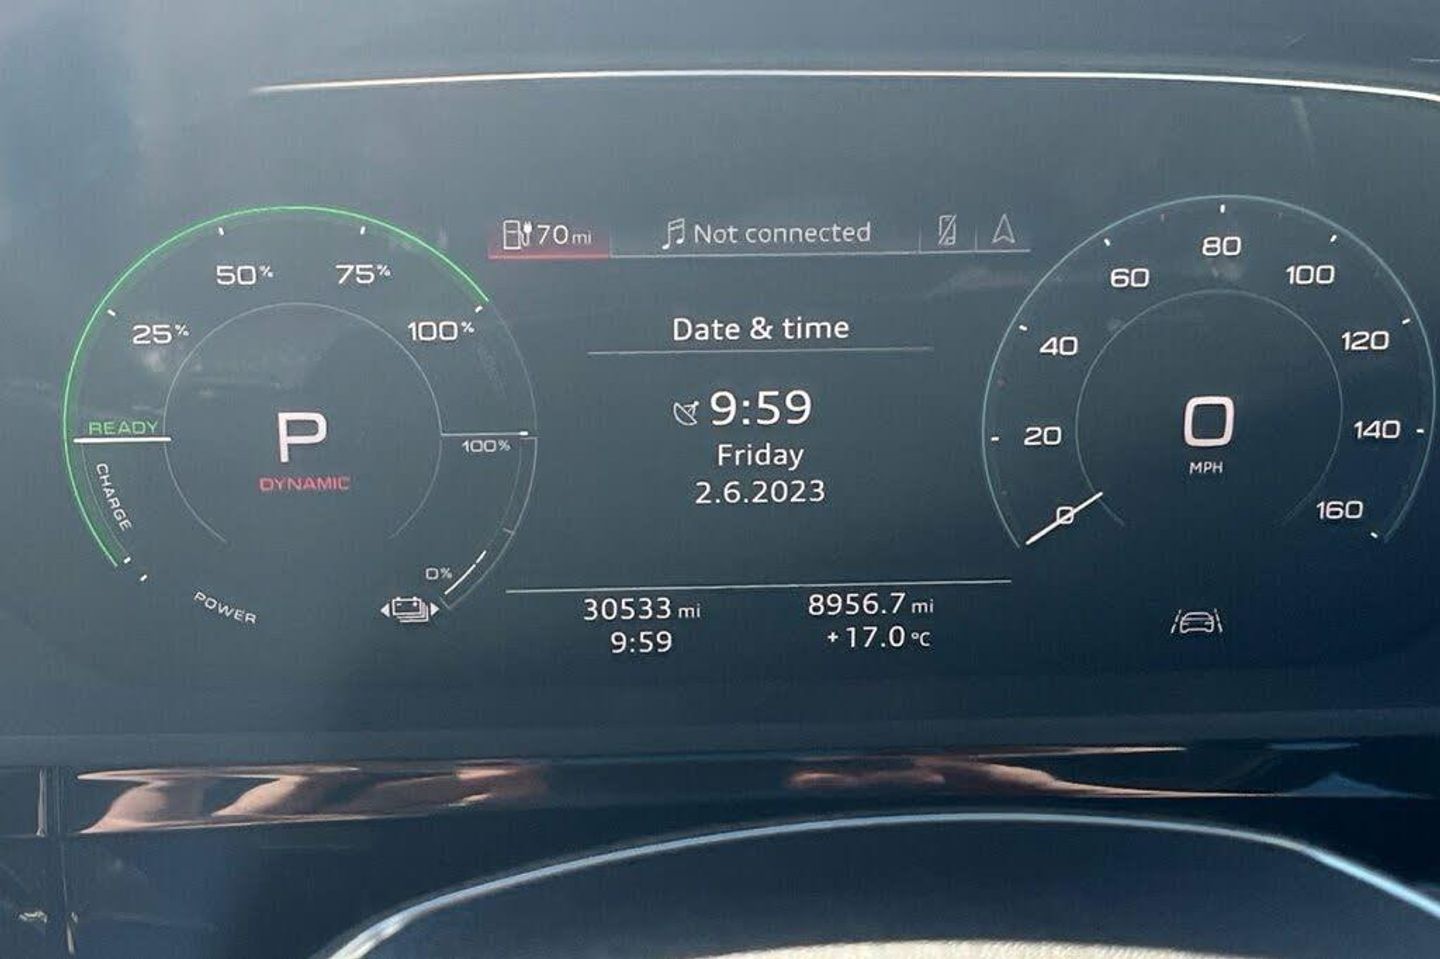 70 mi
Not connected
50%
75%
25%
100%
READY
P
DYNAMIC
100%
CHARGE
0%
POWER
Date & time
9:59
Friday
2.6.2023
30533 mi
8956.7 mi
9:59
+17.0 °C
80
60
100
40
120
20
0
MPH
140
0
160